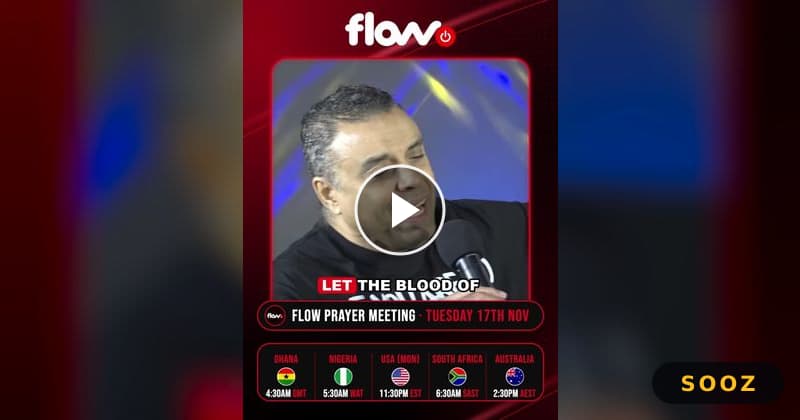 flow
LET THE BLOOD OF
flow
FLOW PRAYER MEETING - TUESDAY 17TH NOV
GHANA
NIGERIA
USA (MON)
SOUTH AFRICA
AUSTRALIA
4:30AM GMT
5:30AM WAT
11:30PM EST
6:30AM SAST
2:30PM AEST
SOOZ